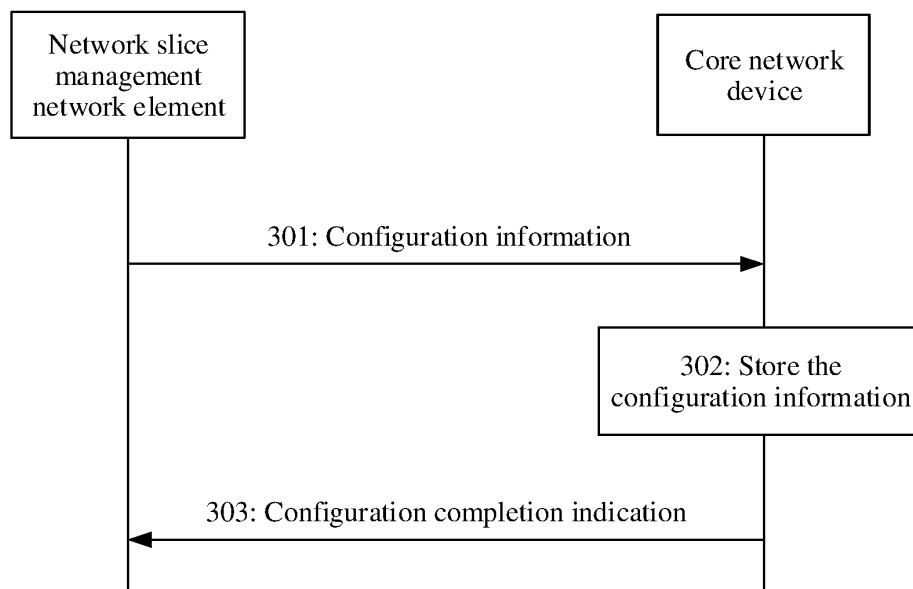 Network slice
management
network element
Core network
device
301: Configuration information
302: Store the
configuration information
303: Configuration completion indication